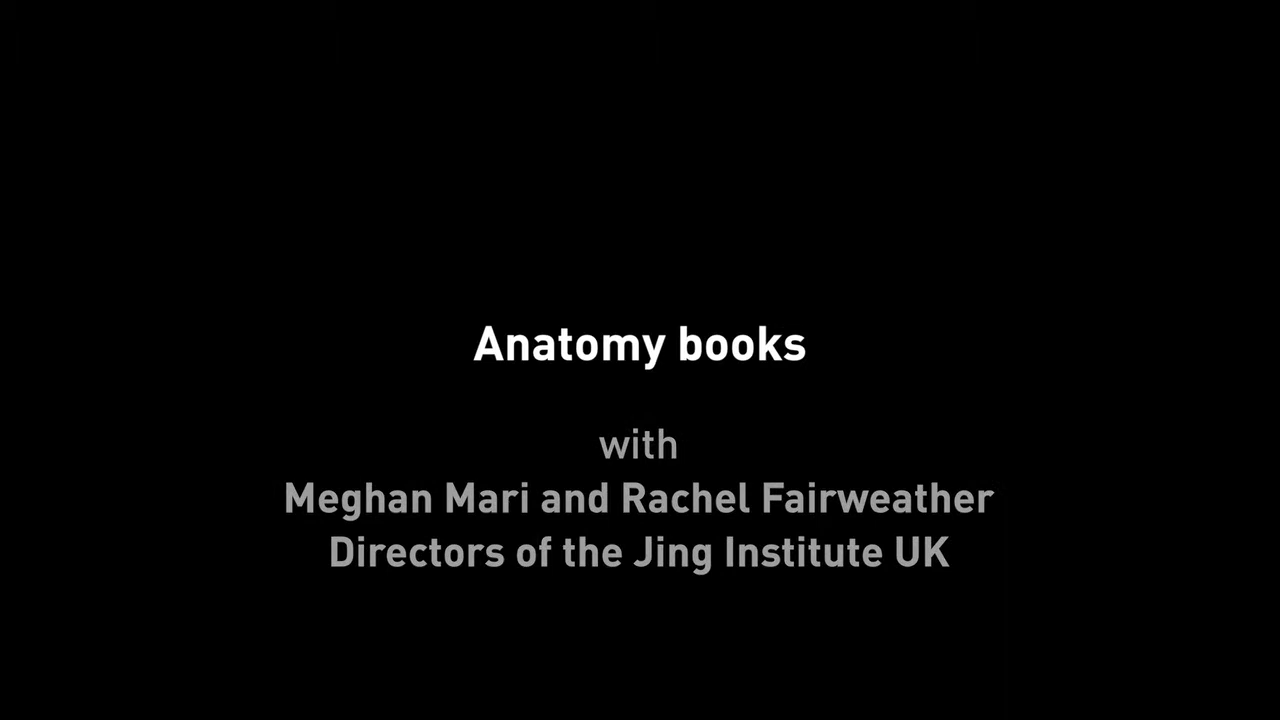 Anatomy books
with
Meghan Mari and Rachel Fairweather
Directors of the Jing Institute UK